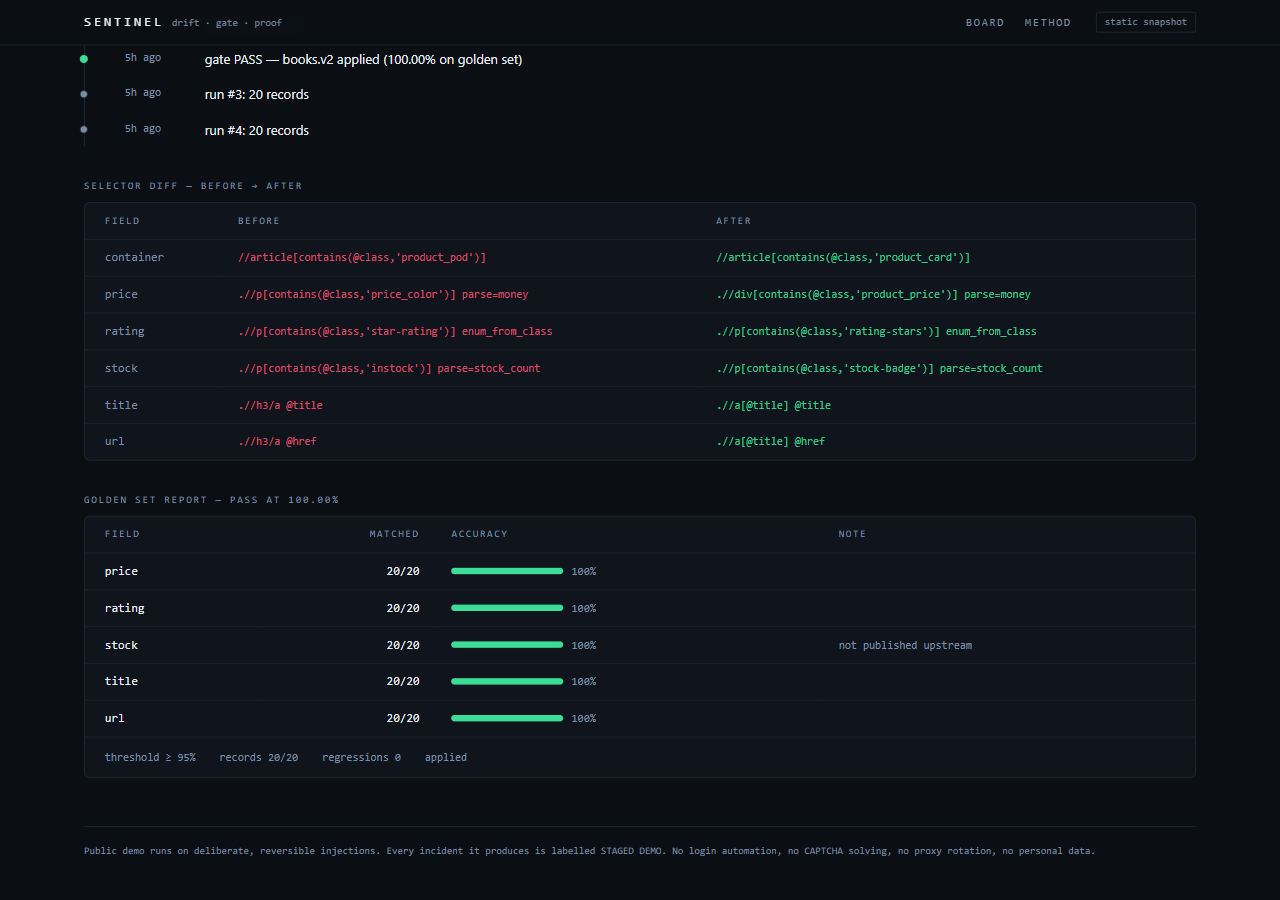 SENTINEL drift · gate · proof BOARD METHOD static snapshot
5h ago gate PASS — books.v2 applied (100.00% on golden set)
5h ago run #3: 20 records
5h ago run #4: 20 records
SELECTOR DIFF — BEFORE → AFTER
FIELD BEFORE AFTER
container //article[contains(@class,'product_pod')] //article[contains(@class,'product_card')]
price .//p[contains(@class,'price_color')] parse=money .//div[contains(@class,'product_price')] parse=money
rating .//p[contains(@class,'star-rating')] enum_from_class .//p[contains(@class,'rating-stars')] enum_from_class
stock .//p[contains(@class,'instock')] parse=stock_count .//p[contains(@class,'stock-badge')] parse=stock_count
title .//h3/a @title .//a[@title] @title
url .//h3/a @href .//a[@title] @href
GOLDEN SET REPORT — PASS AT 100.00%
FIELD MATCHED ACCURACY NOTE
price 20/20 100%
rating 20/20 100%
stock 20/20 100% not published upstream
title 20/20 100%
url 20/20 100%
threshold ≥ 95% records 20/20 regressions 0 applied
Public demo runs on deliberate, reversible injections. Every incident it produces is labelled STAGED DEMO. No login automation, no CAPTCHA solving, no proxy rotation, no personal data.